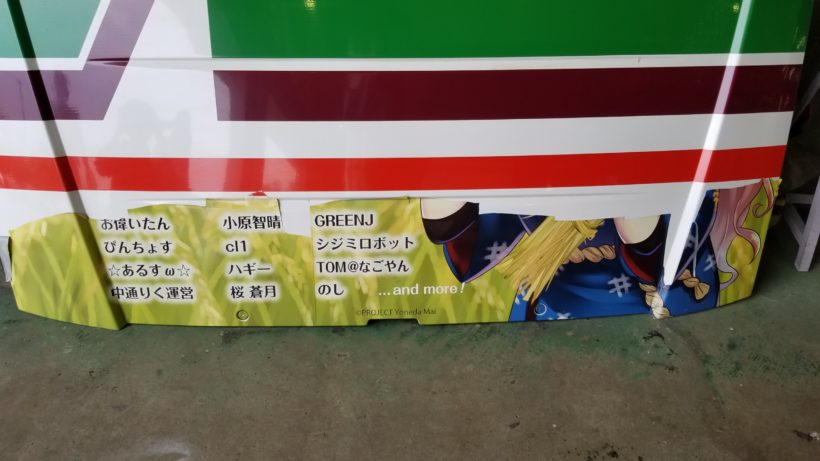 お偉いたん 小原智晴 GREENJ
ぴんちょす cl1 シジミロボット
☆あるすω☆ ハギー TOM@なごやん
中通りく運営 桜 蒼月 のし ...and more!
©PROJECT Yoneda Mai